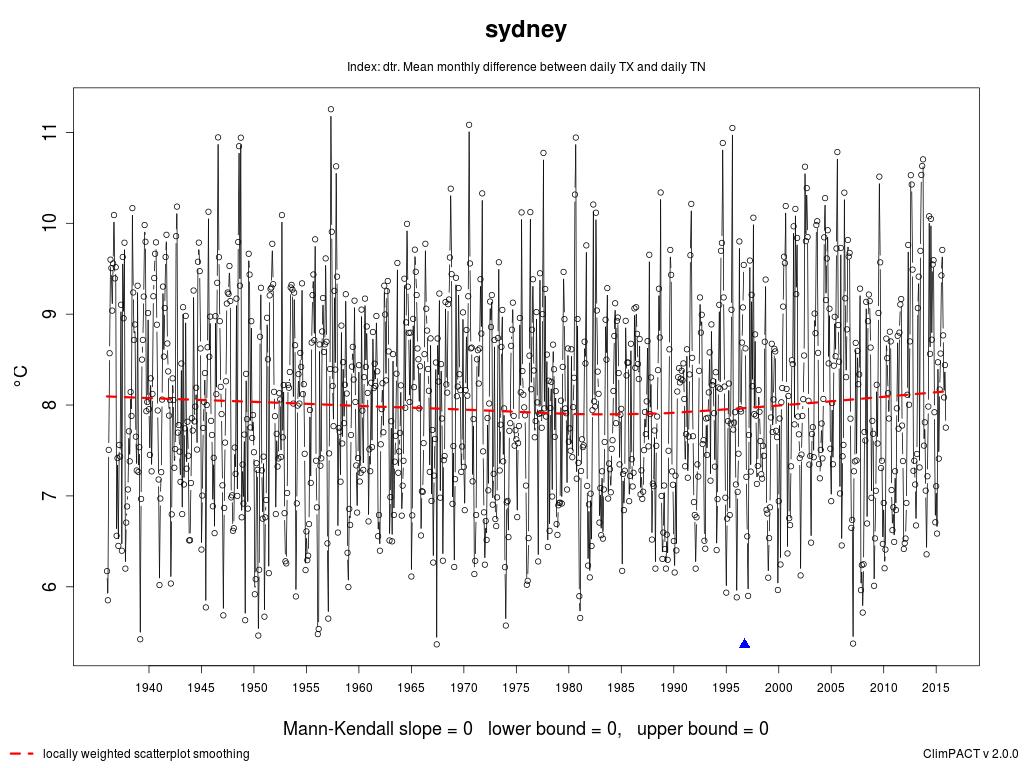 sydney
Index: dtr. Mean monthly difference between daily TX and daily TN
°C
11
10
9
8
7
6
1940 1945 1950 1955 1960 1965 1970 1975 1980 1985 1990 1995 2000 2005 2010 2015
Mann-Kendall slope = 0 lower bound = 0, upper bound = 0
locally weighted scatterplot smoothing
ClimPACT v 2.0.0